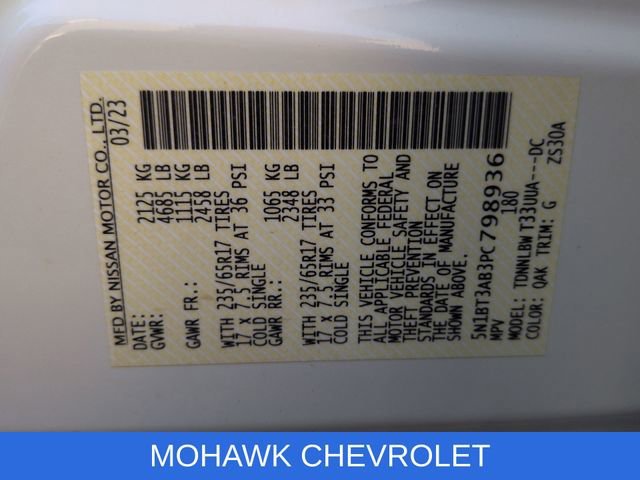 MFD BY NISSAN MOTOR CO., LTD.
DATE: 03/23
GVWR: 2125 KG
4685 LB
GAWR FR.: 1115 KG
2458 LB
WITH 235/65R17 TIRES
17 X 7.5 RIMS AT 36 PSI
COLD SINGLE
GAWR RR.: 1065 KG
2348 LB
WITH 235/65R17 TIRES
17 X 7.5 RIMS AT 33 PSI
COLD SINGLE
THIS VEHICLE CONFORMS TO
ALL APPLICABLE FEDERAL
MOTOR VEHICLE SAFETY AND
THEFT PREVENTION
STANDARDS IN EFFECT ON
THE DATE OF MANUFACTURE
SHOWN ABOVE.
5N1BT3AB3PC798936
MPV 180
MODEL: TDNNLBW T33UUA---DC
COLOR: QAK TRIM: G ZS30A
MOHAWK CHEVROLET